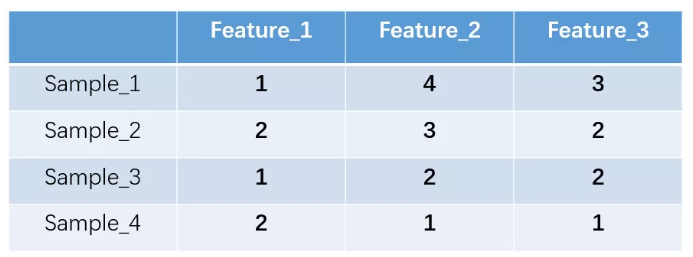 Feature_1 Feature_2 Feature_3
Sample_1 1 4 3
Sample_2 2 3 2
Sample_3 1 2 2
Sample_4 2 1 1